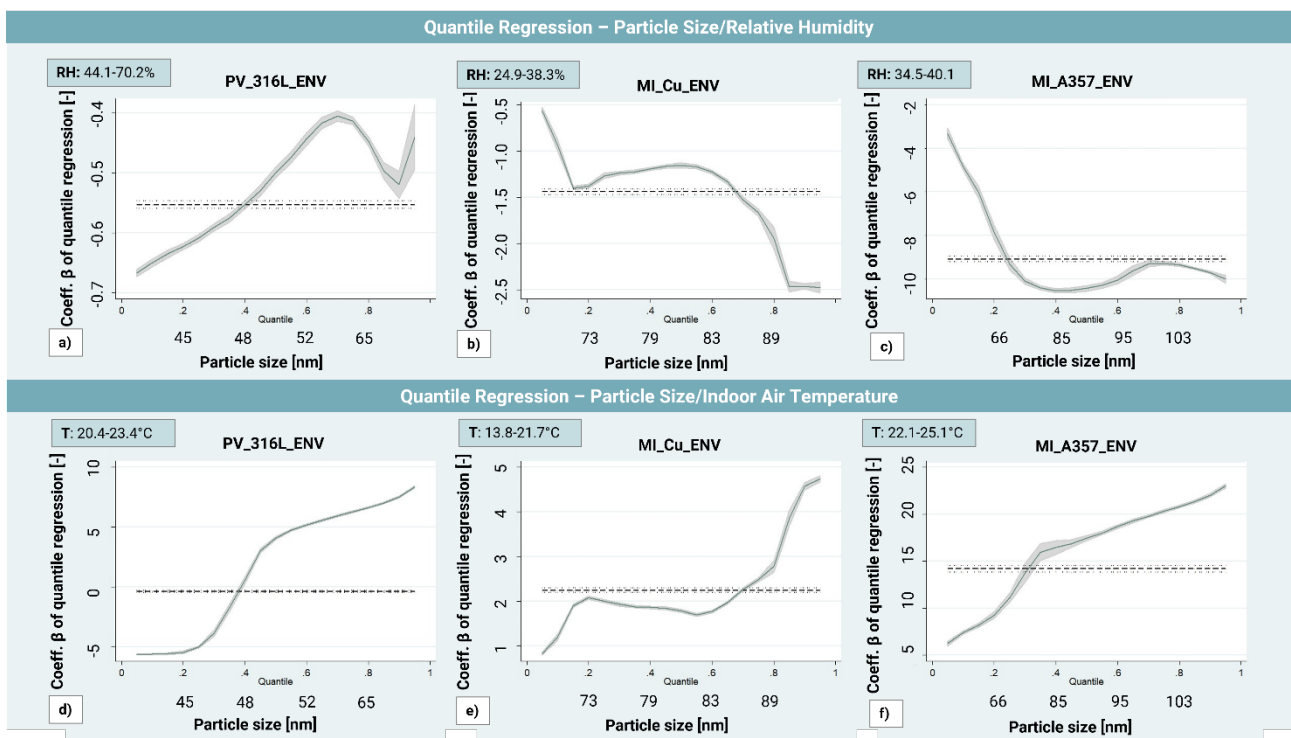 Quantile Regression – Particle Size/Relative Humidity
RH: 44.1-70.2%
PV_316L_ENV
Coeff. β of quantile regression [-]
-0.4
-0.5
-0.6
-0.7
0 .2 .4 .6 .8 1
Quantile
45 48 52 65
a)
Particle size [nm]
RH: 24.9-38.3%
MI_Cu_ENV
Coeff. β of quantile rearession [-]
-0.5
-1.0
-1.5
-2.0
-2.5
0 .2 .4 .6 .8 1
Quantile
73 79 83 89
b)
Particle size [nm]
RH: 34.5-40.1
MI_A357_ENV
Coeff. β of quantile regression [-]
-2
-4
-6
-8
-10
0 .2 .4 .6 .8 1
Quantile
66 85 95 103
c)
Particle size [nm]
Quantile Regression – Particle Size/Indoor Air Temperature
T: 20.4-23.4°C
PV_316L_ENV
Coeff. β of quantile regression [-]
10
5
0
-5
0 .2 .4 .6 .8 1
Quantile
45 48 52 65
d)
Particle size [nm]
T: 13.8-21.7°C
MI_Cu_ENV
Coeff. β of quantile regression [-]
5
4
3
2
1
0 .2 .4 .6 .8 1
Quantile
73 79 83 89
e)
Particle size [nm]
T: 22.1-25.1°C
MI_A357_ENV
Coeff. β of quantile regression [-]
25
20
15
10
5
0 .2 .4 .6 .8 1
Quantile
66 85 95 103
f)
Particle size [nm]